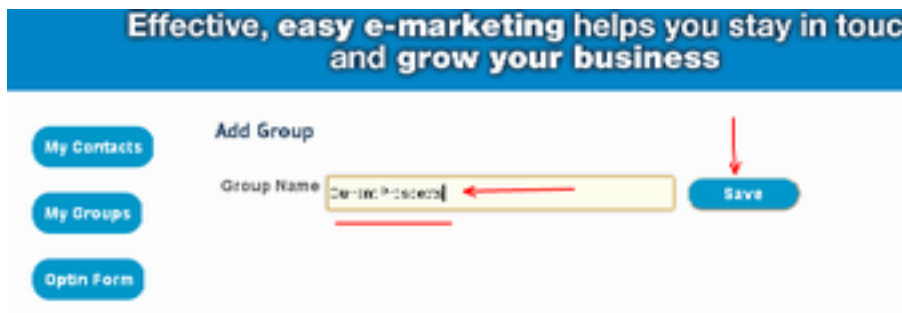 Effective, easy e-marketing helps you stay in touc
and grow your business
Add Group
My Contacts
Group Name
Save
My Groups
Optin Form